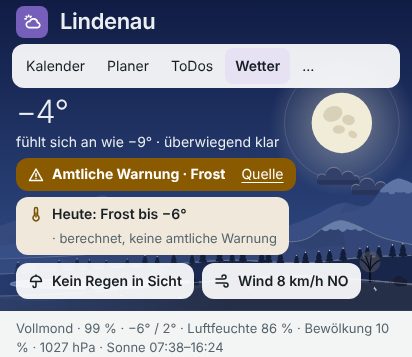 Lindenau
Kalender Planer ToDos Wetter ...
−4°
fühlt sich an wie −9° · überwiegend klar
Amtliche Warnung · Frost Quelle
Heute: Frost bis −6°
· berechnet, keine amtliche Warnung
Kein Regen in Sicht Wind 8 km/h NO
Vollmond · 99 % · −6° / 2° · Luftfeuchte 86 % · Bewölkung 10
% · 1027 hPa · Sonne 07:38–16:24